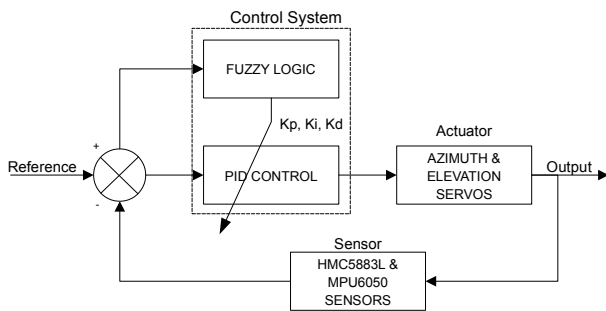 Control System
FUZZY LOGIC
Kp, Ki, Kd
Actuator
+
Reference
PID CONTROL
AZIMUTH &
ELEVATION
SERVOS
Output
-
Sensor
HMC5883L &
MPU6050
SENSORS